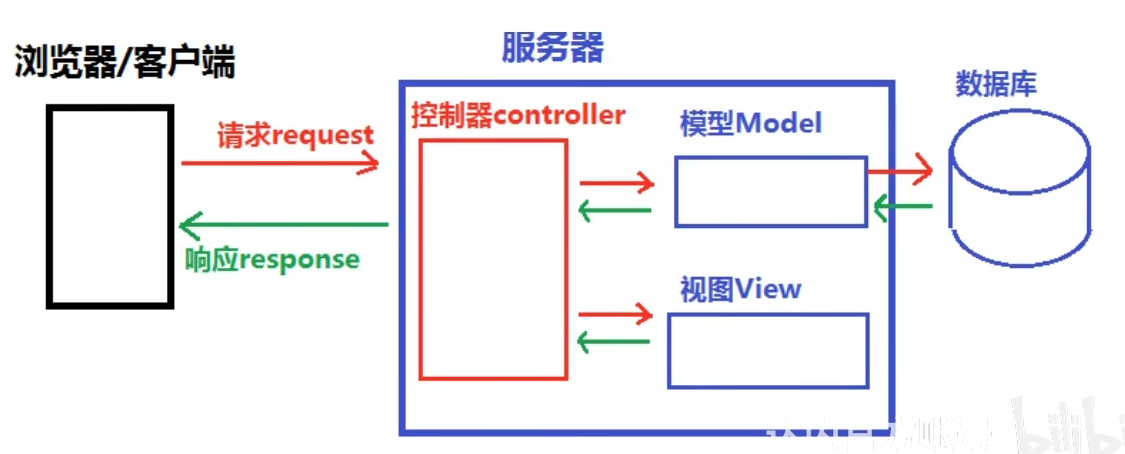 服务器
浏览器/客户端
数据库
控制器controller
模型Model
请求request
响应response
视图View
bilibi